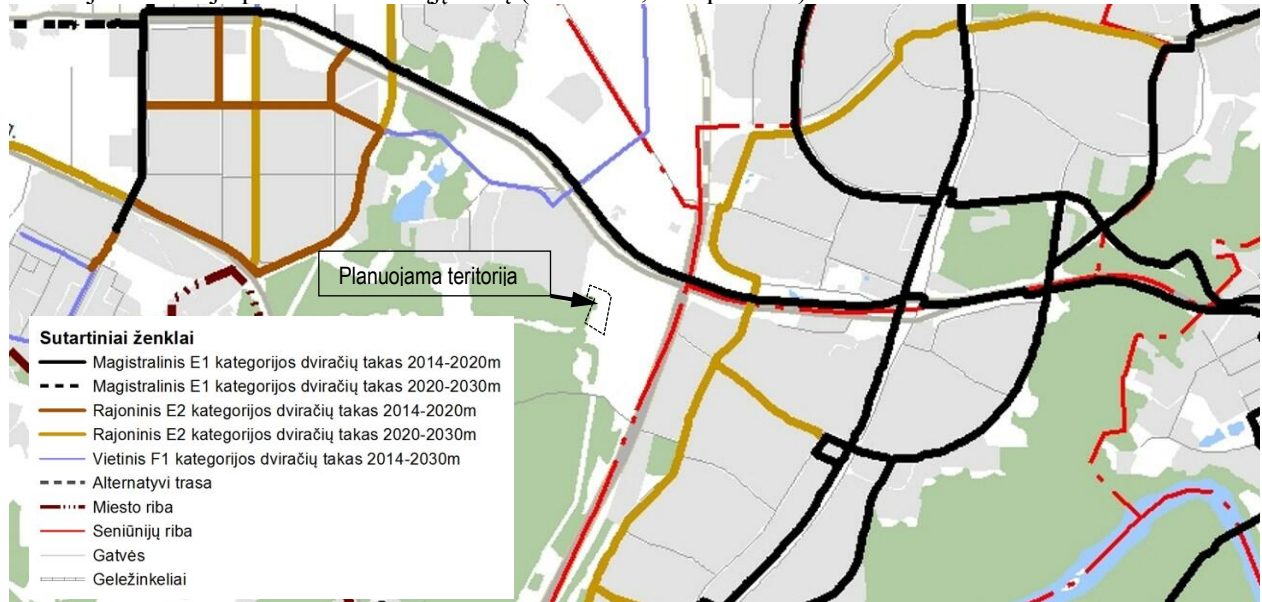 Planuojama teritorija
Sutartiniai ženklai
Magistralinis E1 kategorijos dviračių takas 2014-2020m
Magistralinis E1 kategorijos dviračių takas 2020-2030m
Rajoninis E2 kategorijos dviračių takas 2014-2020m
Rajoninis E2 kategorijos dviračių takas 2020-2030m
Vietinis F1 kategorijos dviračių takas 2014-2030m
Alternatyvi trasa
Miesto riba
Seniūnijų riba
Gatvės
Geležinkeliai